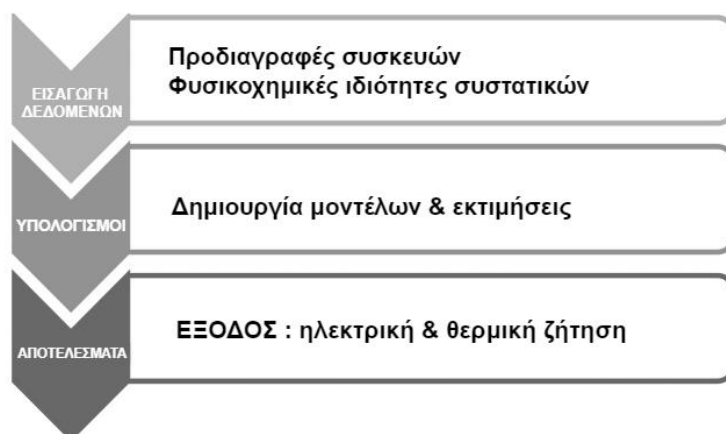 ΕΙΣΑΓΩΓΗ
ΔΕΔΟΜΕΝΩΝ
Προδιαγραφές συσκευών
Φυσικοχημικές ιδιότητες συστατικών
ΥΠΟΛΟΓΙΣΜΟΙ
Δημιουργία μοντέλων & εκτιμήσεις
ΑΠΟΤΕΛΕΣΜΑΤΑ
ΕΞΟΔΟΣ : ηλεκτρική & θερμική ζήτηση